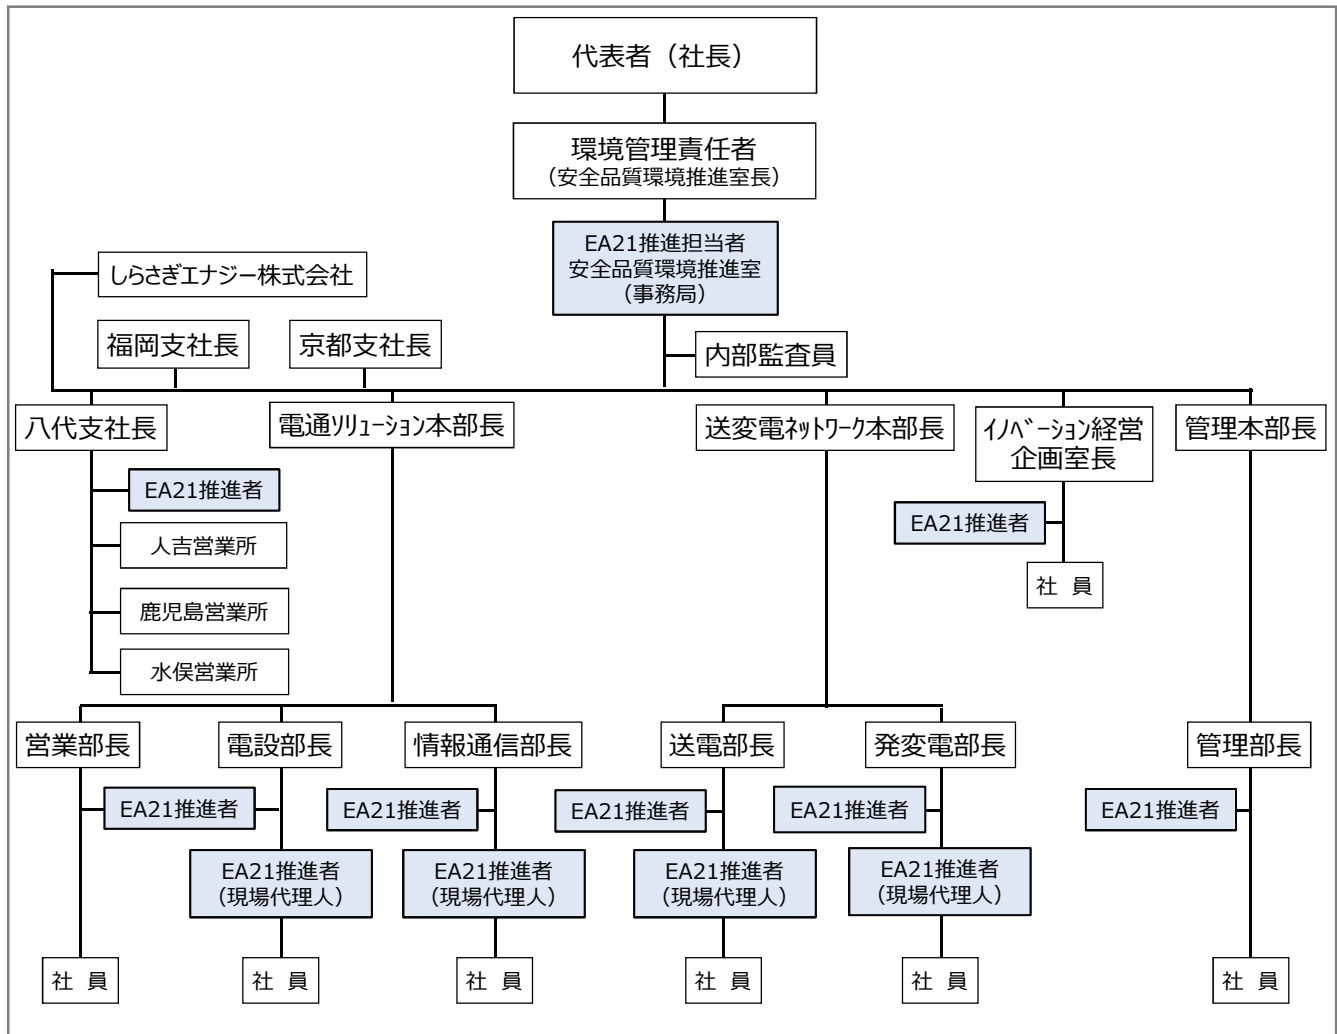 代表者（社長）
環境管理責任者
（安全品質環境推進室長）
EA21推進担当者
安全品質環境推進室
（事務局）
しらさぎエナジー株式会社
福岡支社長
京都支社長
内部監査員
八代支社長
電通ｿﾘｭｰｼｮﾝ本部長
送変電ﾈｯﾄﾜｰｸ本部長
ｲﾉﾍﾞｰｼｮﾝ経営
企画室長
管理本部長
EA21推進者
人吉営業所
鹿児島営業所
水俣営業所
EA21推進者
社 員
営業部長
電設部長
情報通信部長
送電部長
発変電部長
管理部長
EA21推進者
EA21推進者
EA21推進者
EA21推進者
EA21推進者
EA21推進者
（現場代理人）
EA21推進者
（現場代理人）
EA21推進者
（現場代理人）
EA21推進者
（現場代理人）
社 員
社 員
社 員
社 員
社 員
社 員